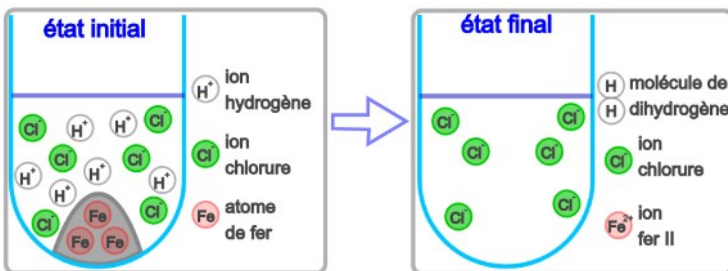 état initial
ion
hydrogène
H⁺
Cl⁻
H⁺
H⁺
Cl⁻
Cl⁻
Cl⁻
Cl⁻
ion
chlorure
H⁺
H⁺
H⁺
H⁺
Cl⁻
Cl⁻
Fe
Fe
Fe
Fe
Fe
atome
de fer
état final
H
H
molécule de
dihydrogène
Cl⁻
Cl⁻
Cl⁻
Cl⁻
Cl⁻
Cl⁻
Cl⁻
ion
chlorure
Fe²⁺
ion
fer II